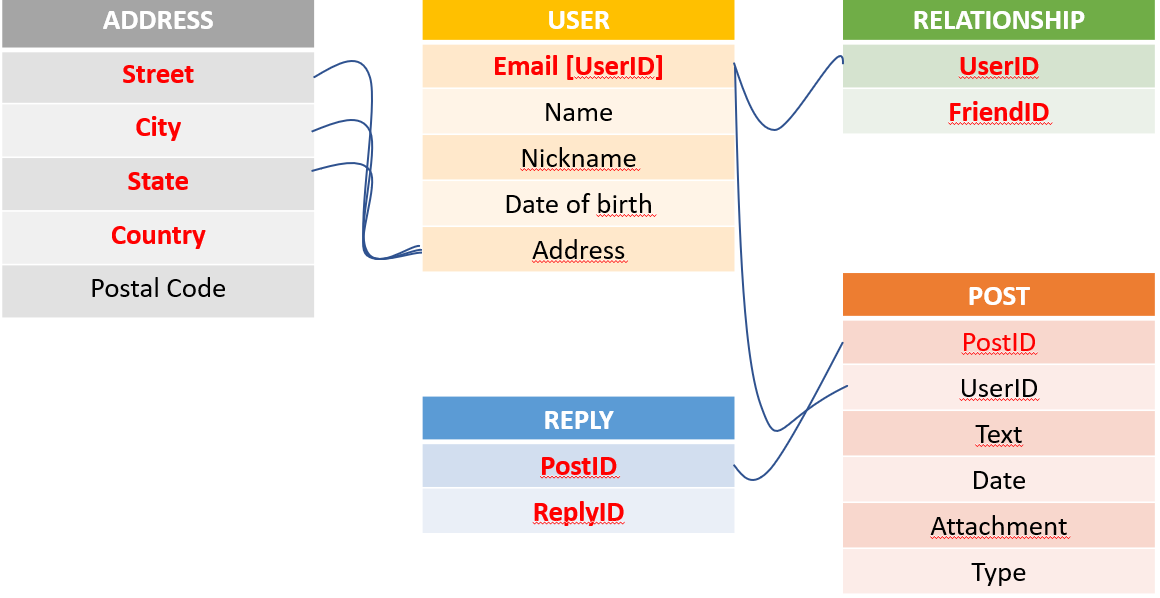 ADDRESS
Street
City
State
Country
Postal Code
USER
Email [UserID]
Name
Nickname
Date of birth
Address
RELATIONSHIP
UserID
FriendID
REPLY
PostID
ReplyID
POST
PostID
UserID
Text
Date
Attachment
Type